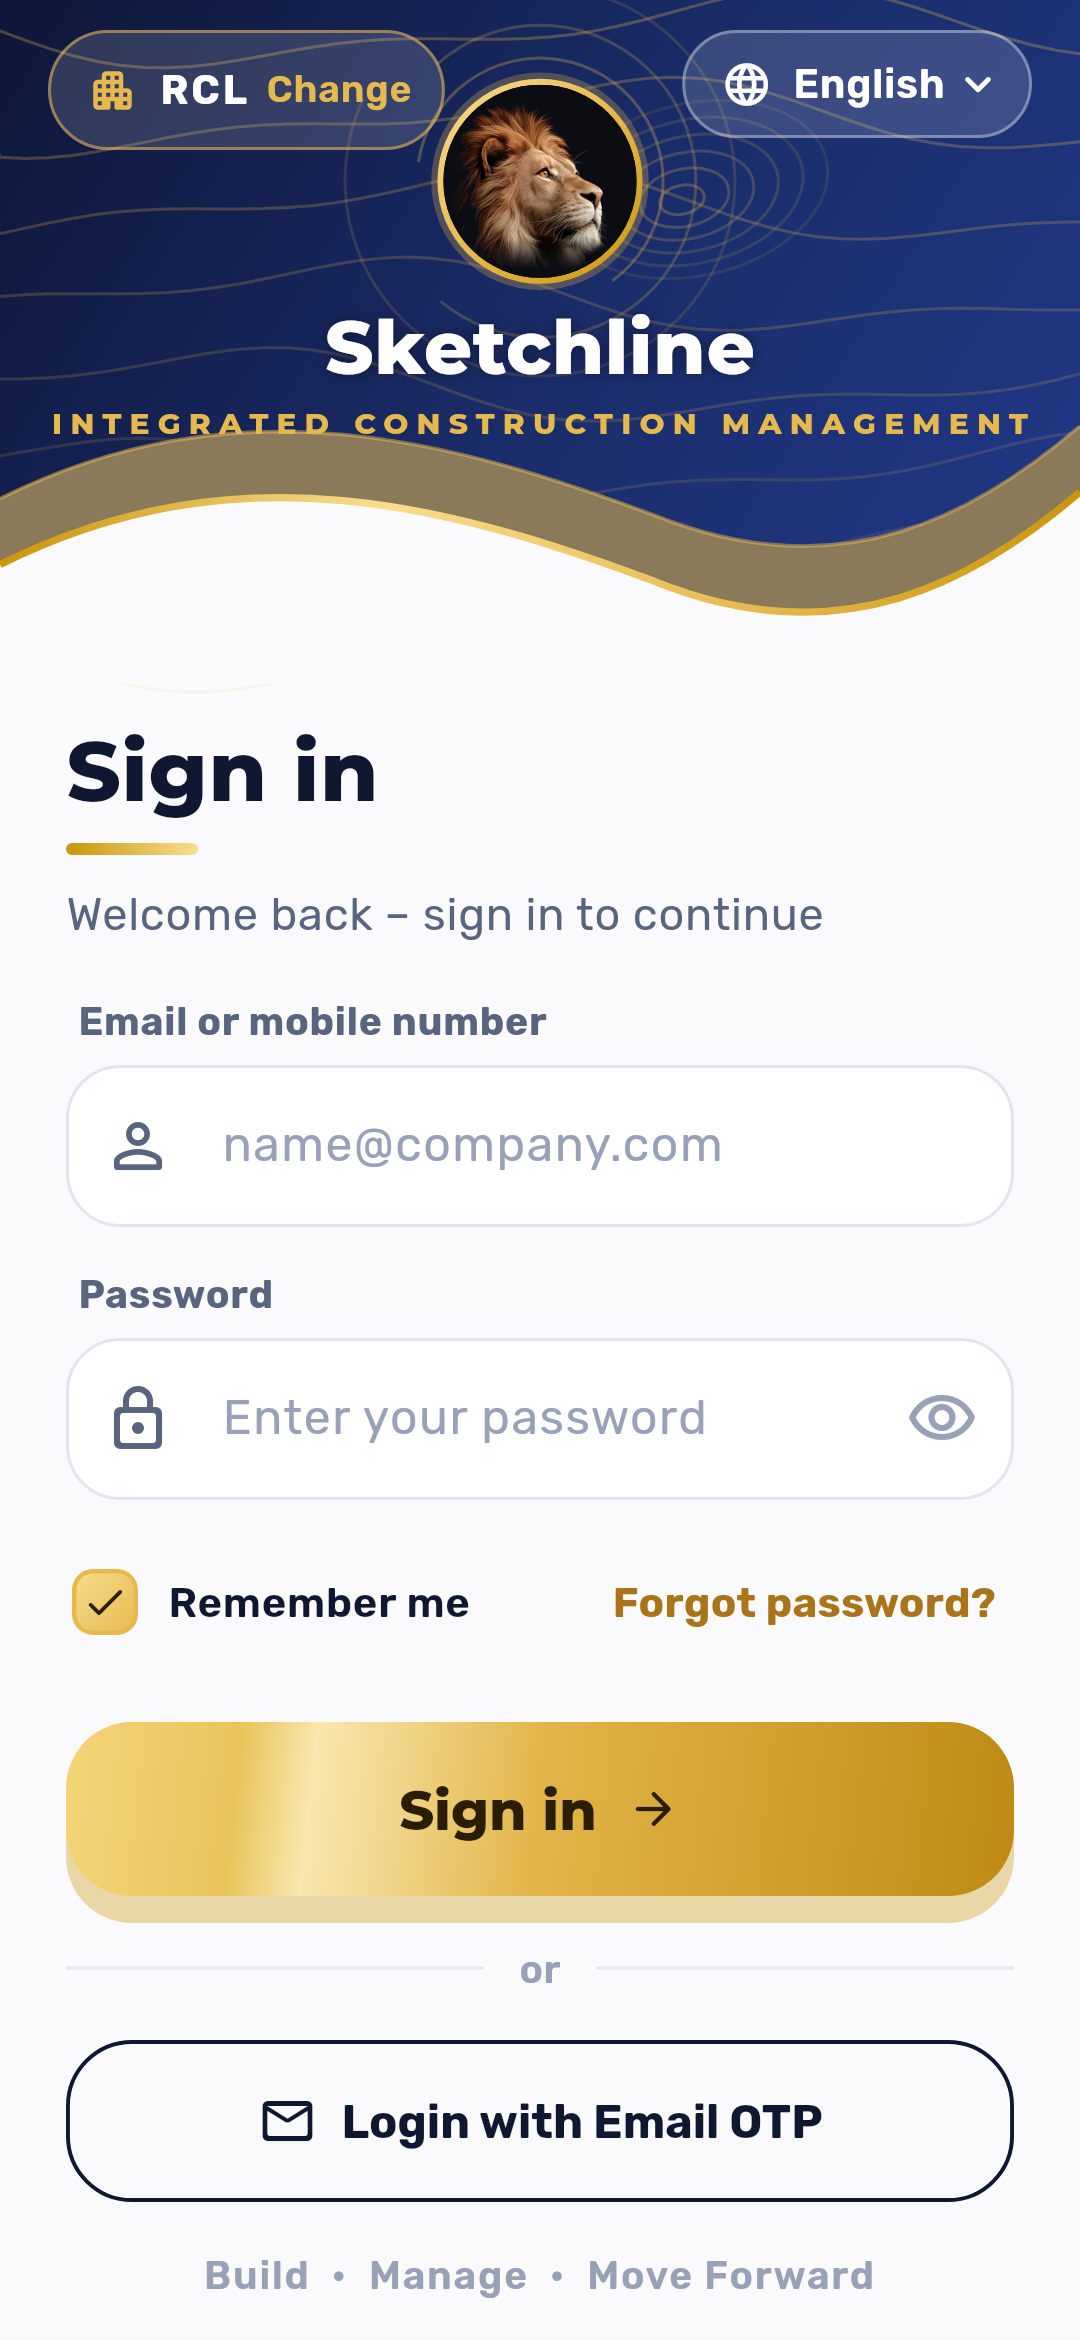 RCL Change
English
Sketchline
INTEGRATED CONSTRUCTION MANAGEMENT
Sign in
Welcome back – sign in to continue
Email or mobile number
name@company.com
Password
Enter your password
Remember me
Forgot password?
Sign in →
or
Login with Email OTP
Build • Manage • Move Forward